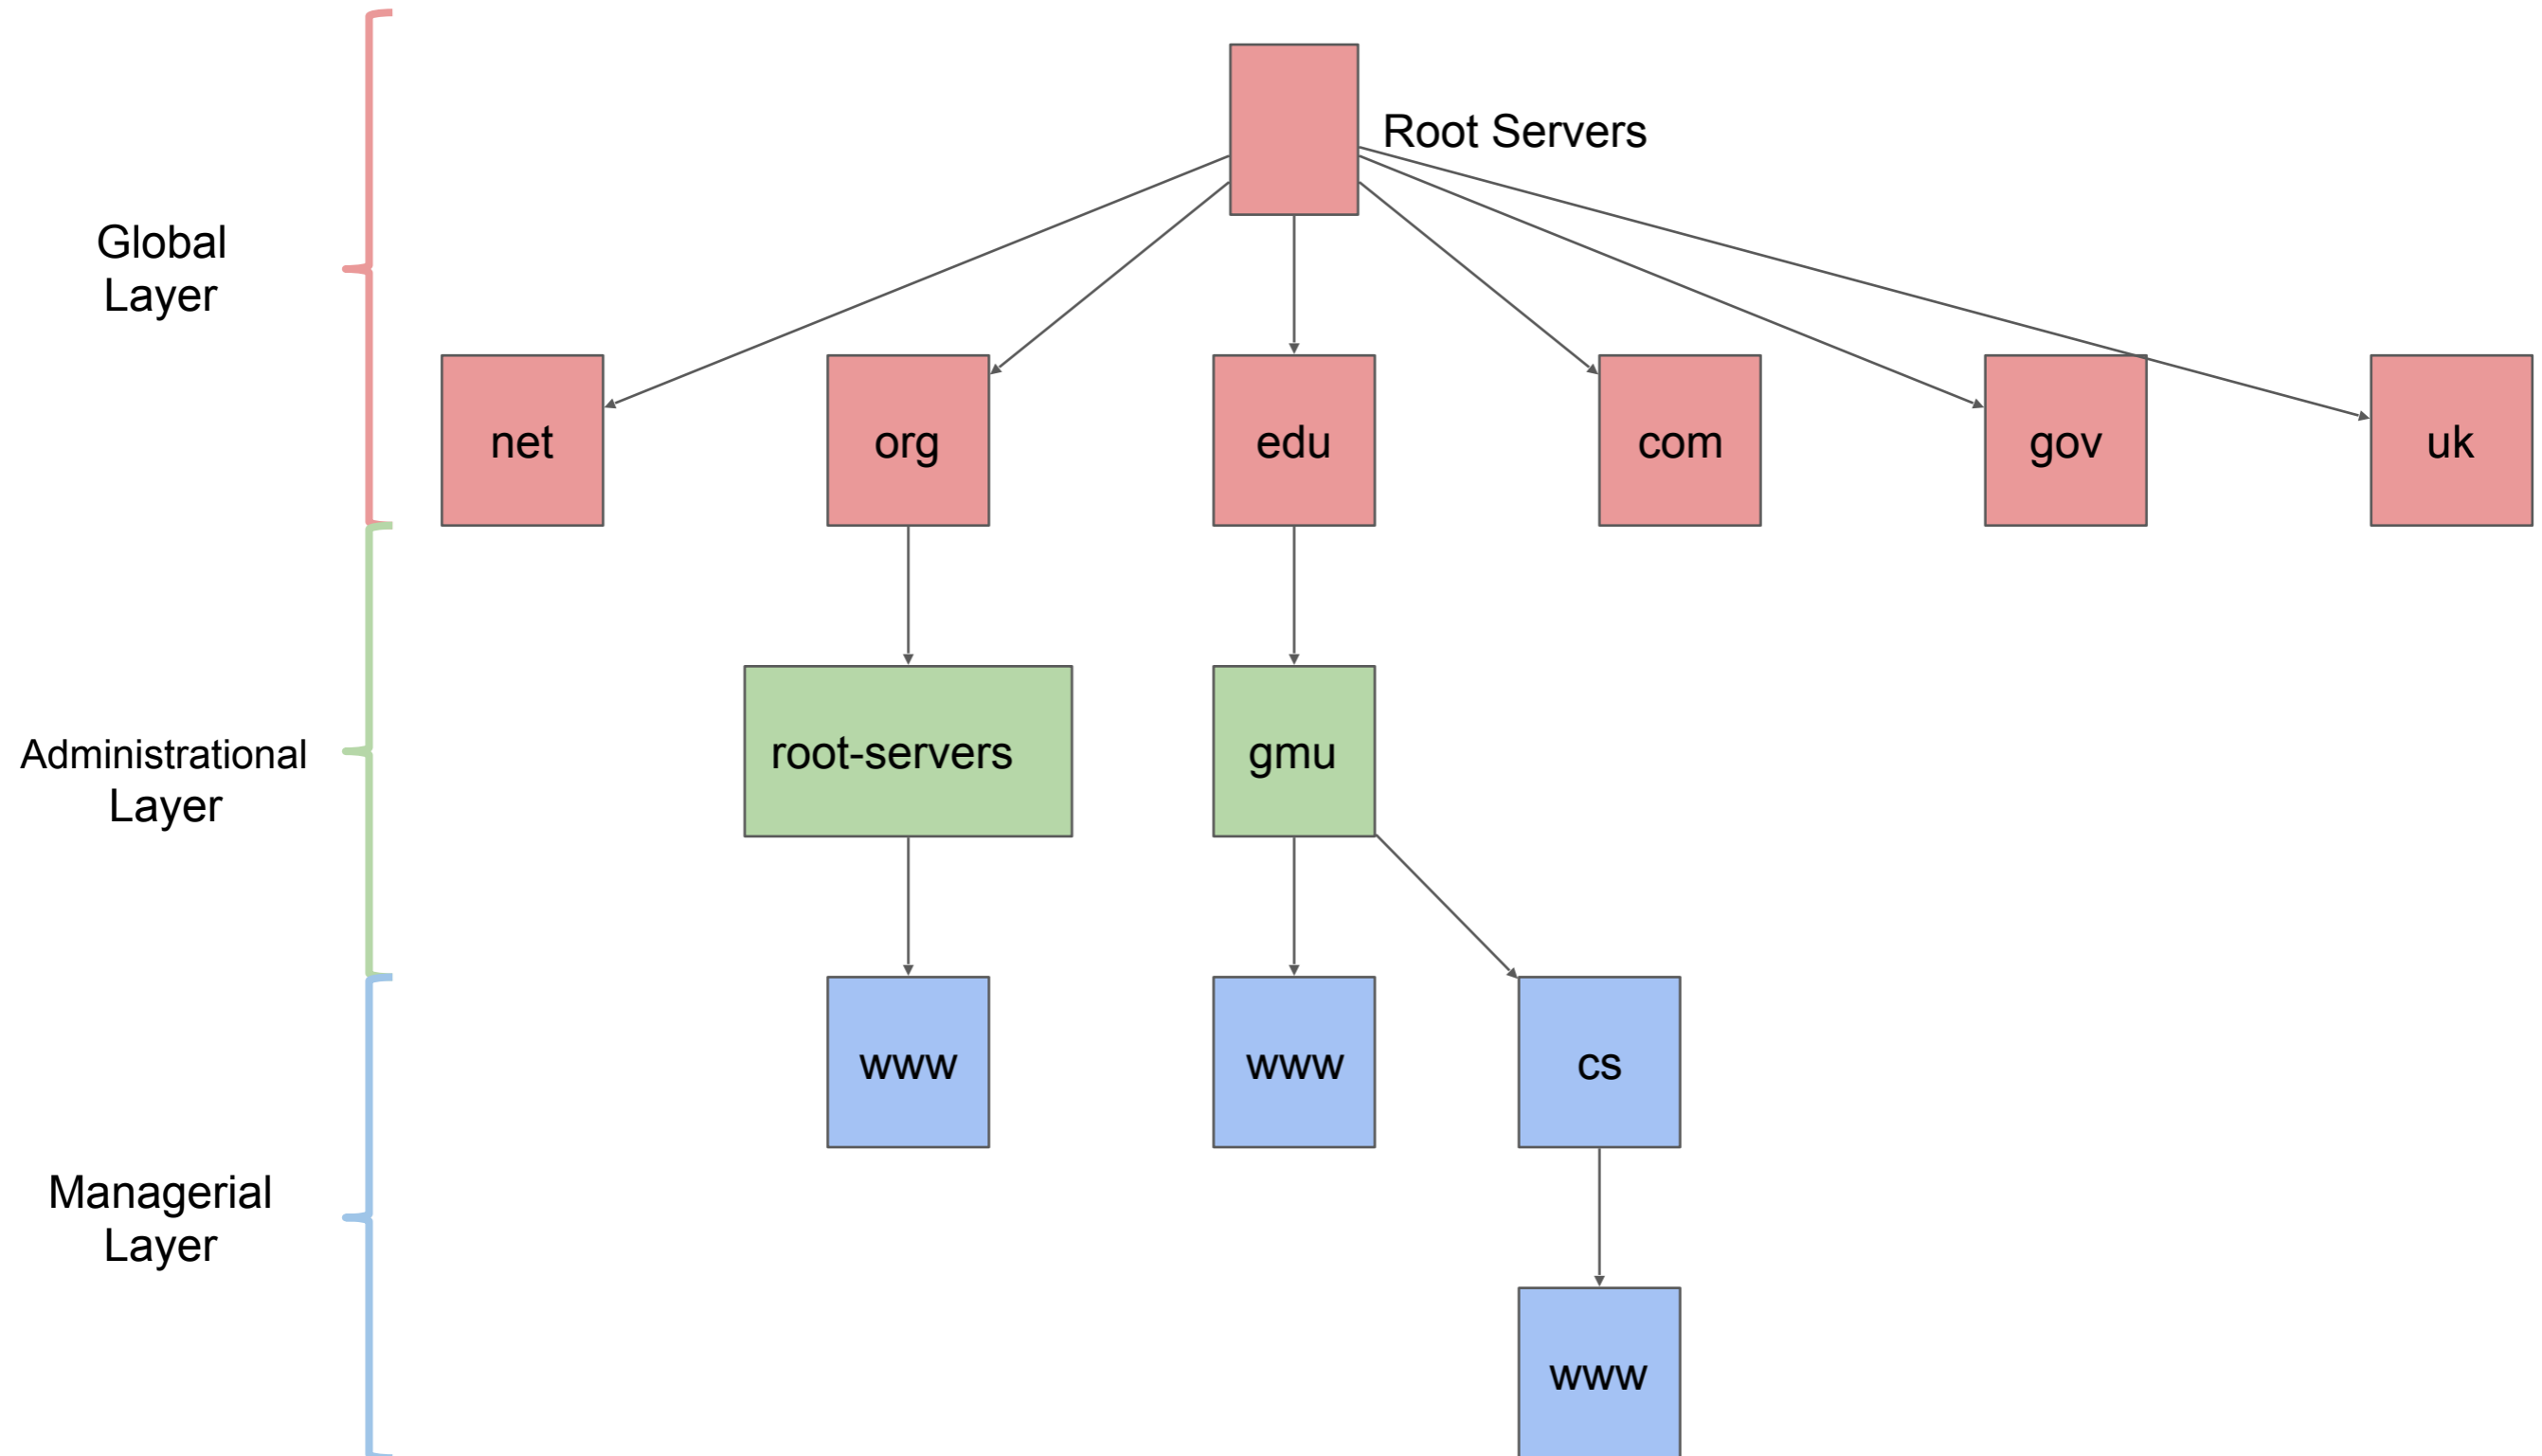 Root Servers
Global
Layer
net
org
edu
com
gov
uk
Administrational
Layer
root-servers
gmu
www
www
cs
Managerial
Layer
www